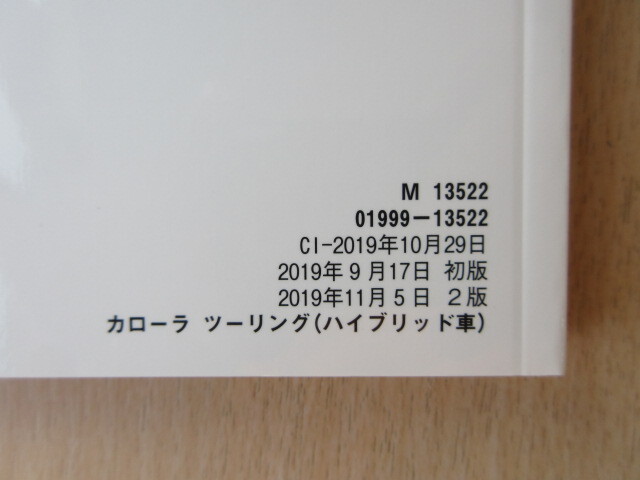 M 13522
01999−13522
CI−2019年10月29日
2019年9月17日 初版
2019年11月5日 2版
カローラ ツーリング(ハイブリッド車)